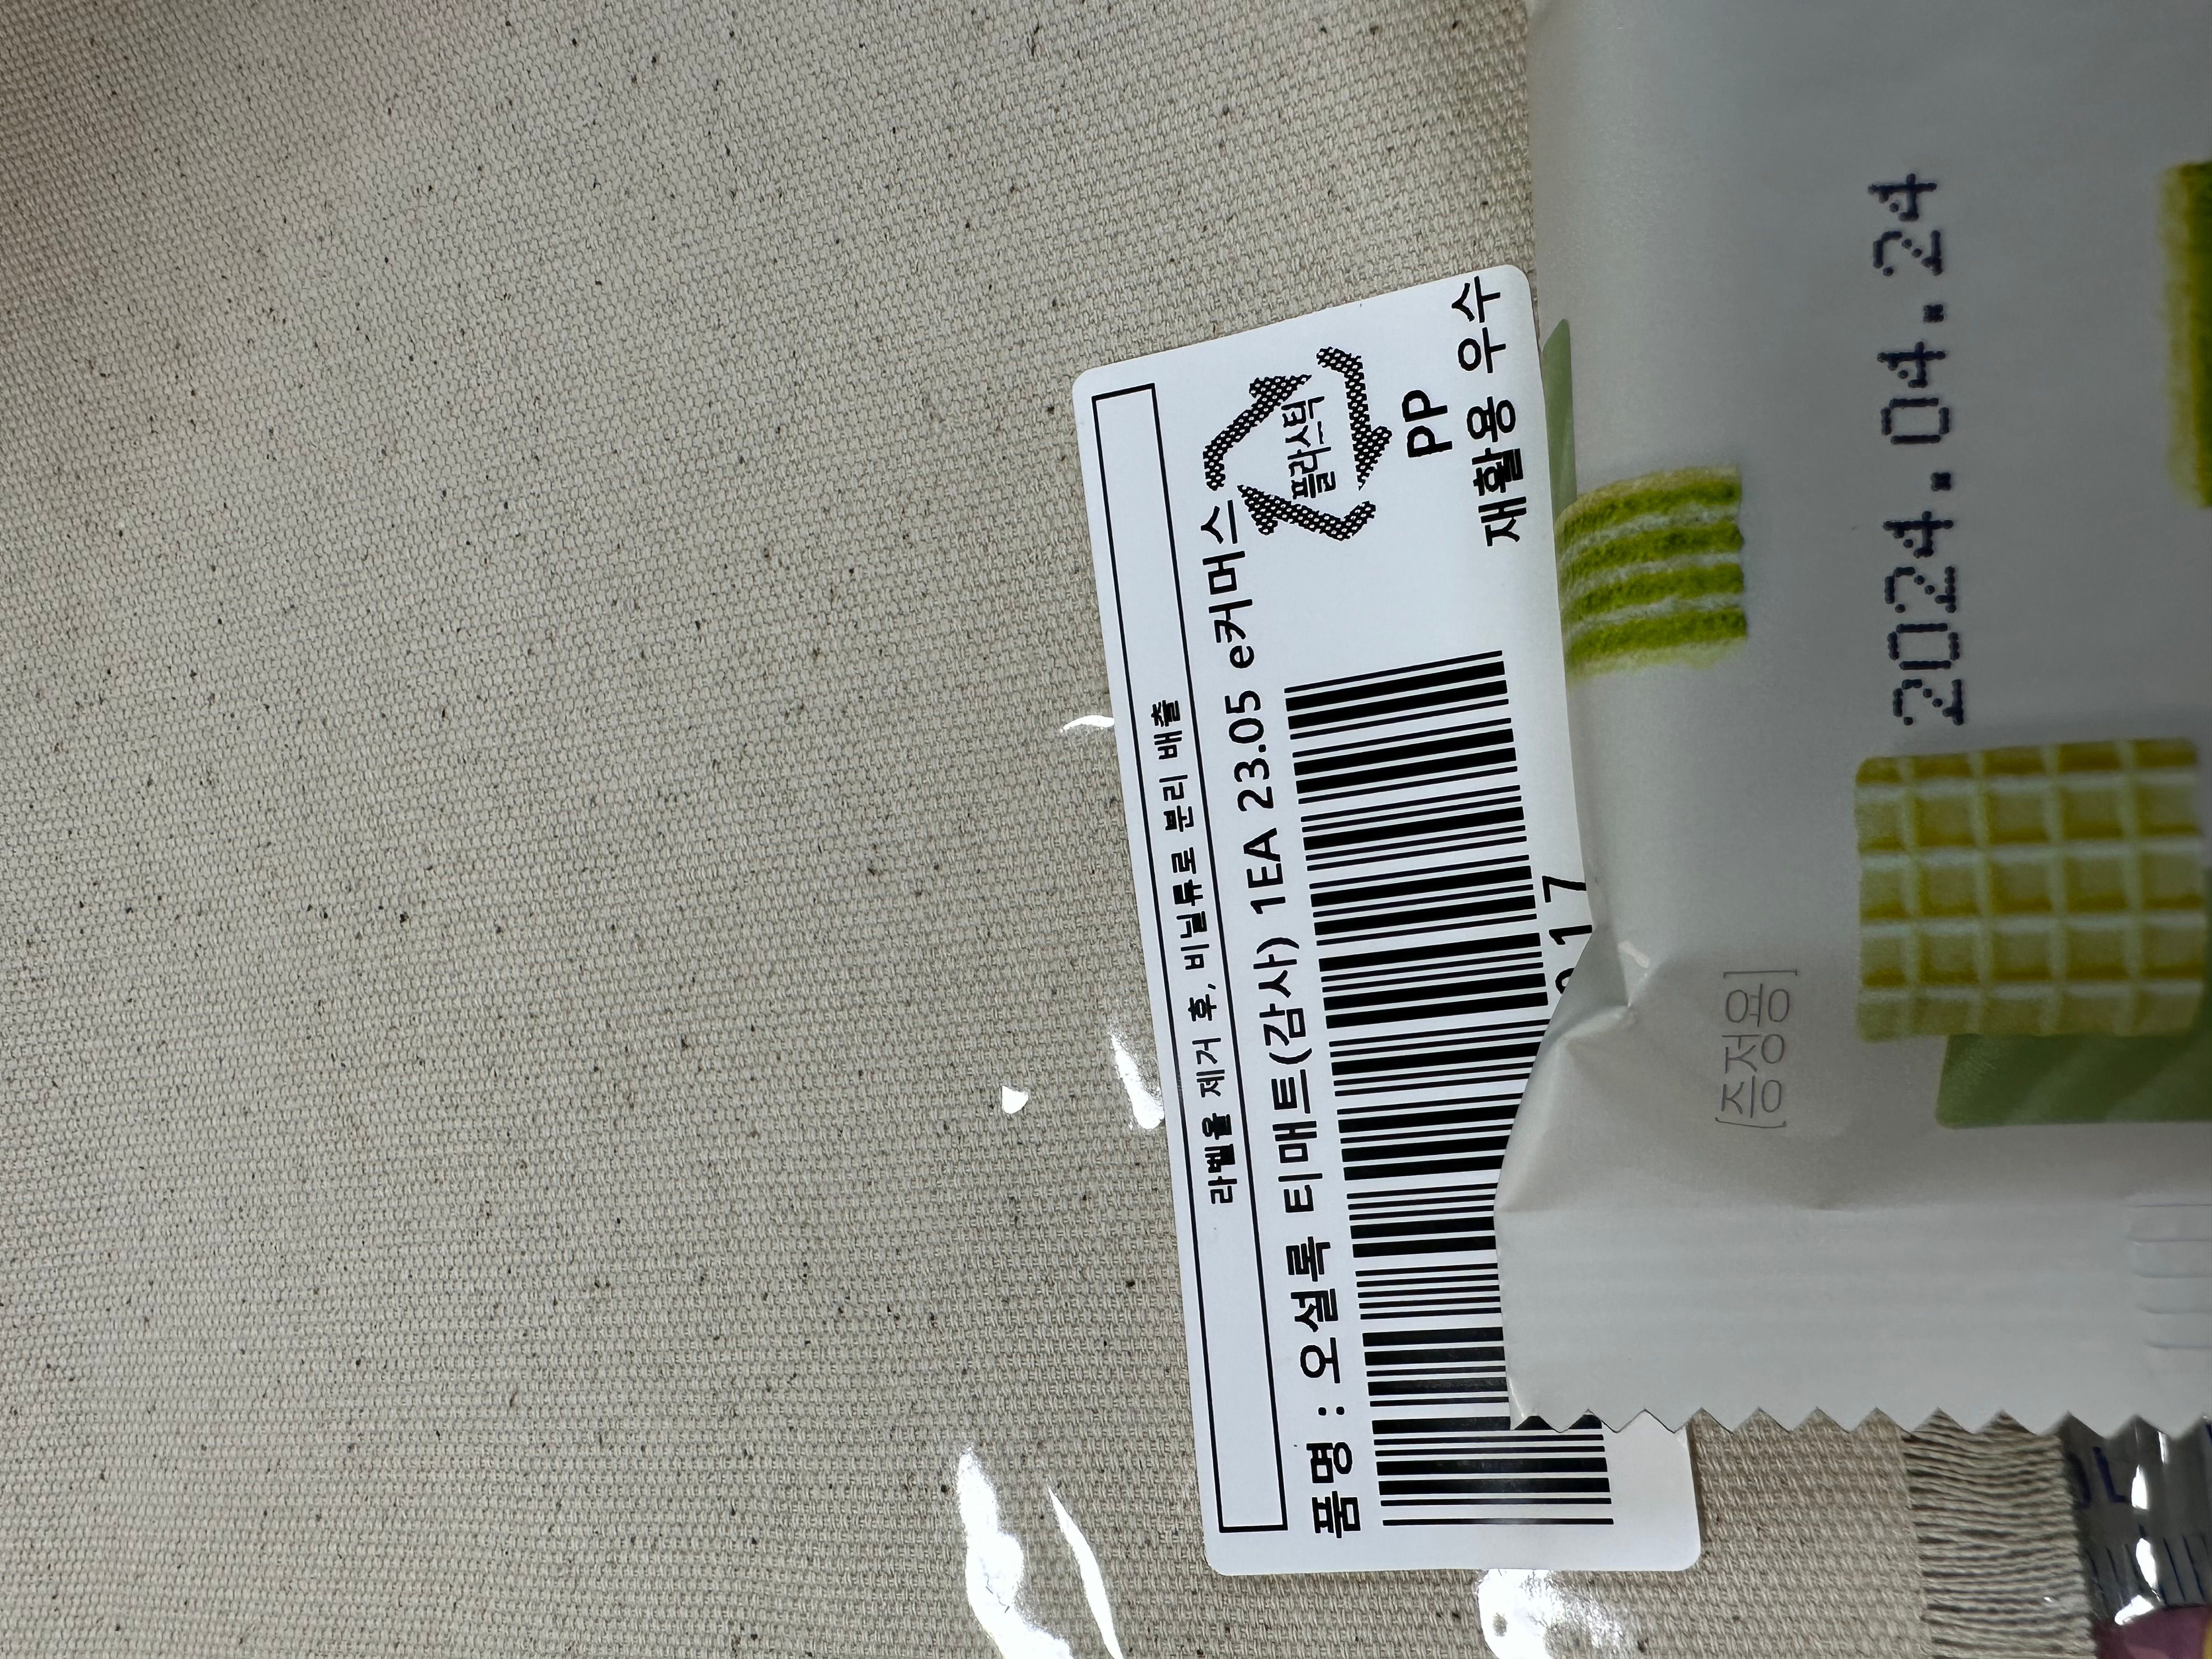 라벨을 제거 후, 비닐류로 분리 배출
품명 : 오설록 티매트(감사) 1EA 23.05 e커머스
플라스틱
PP
재활용 우수
17
(증정용)
2024.04.24